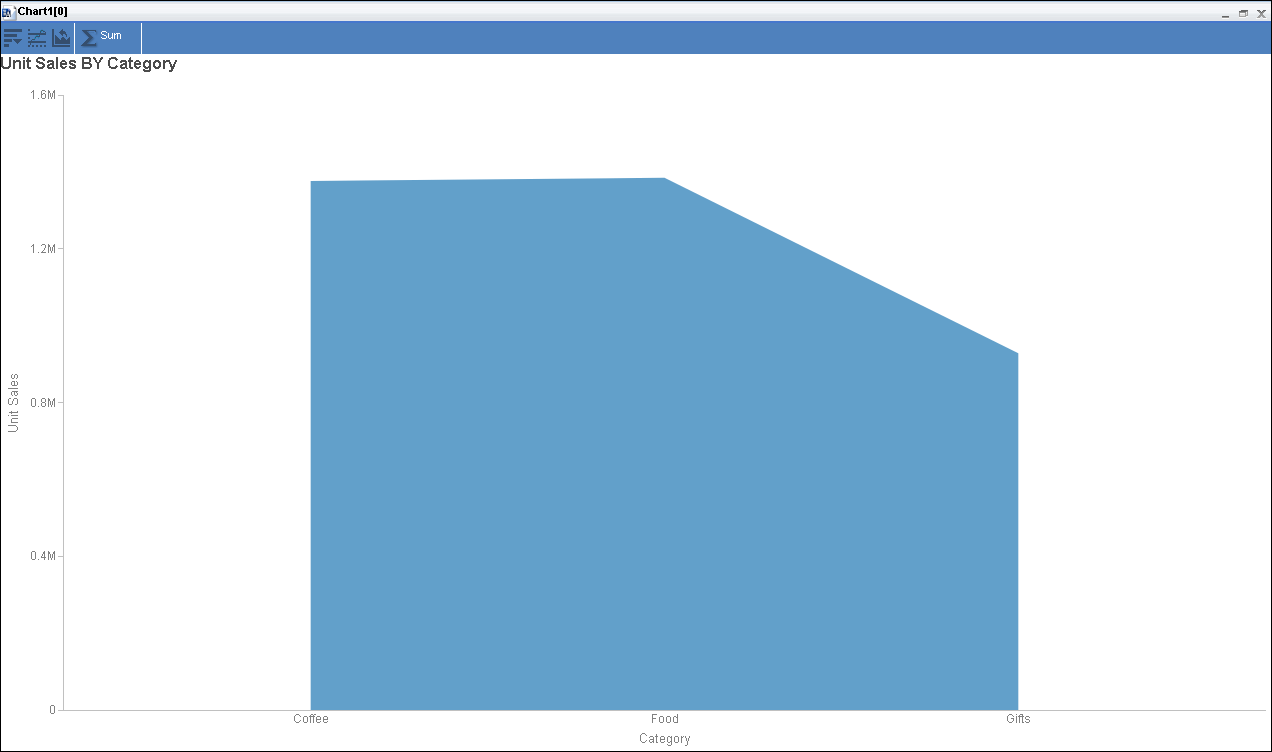 Chart1[0]
Sum
Unit Sales BY Category
1.6M
1.2M
0.8M
0.4M
0
Unit Sales
Coffee Food Gifts
Category